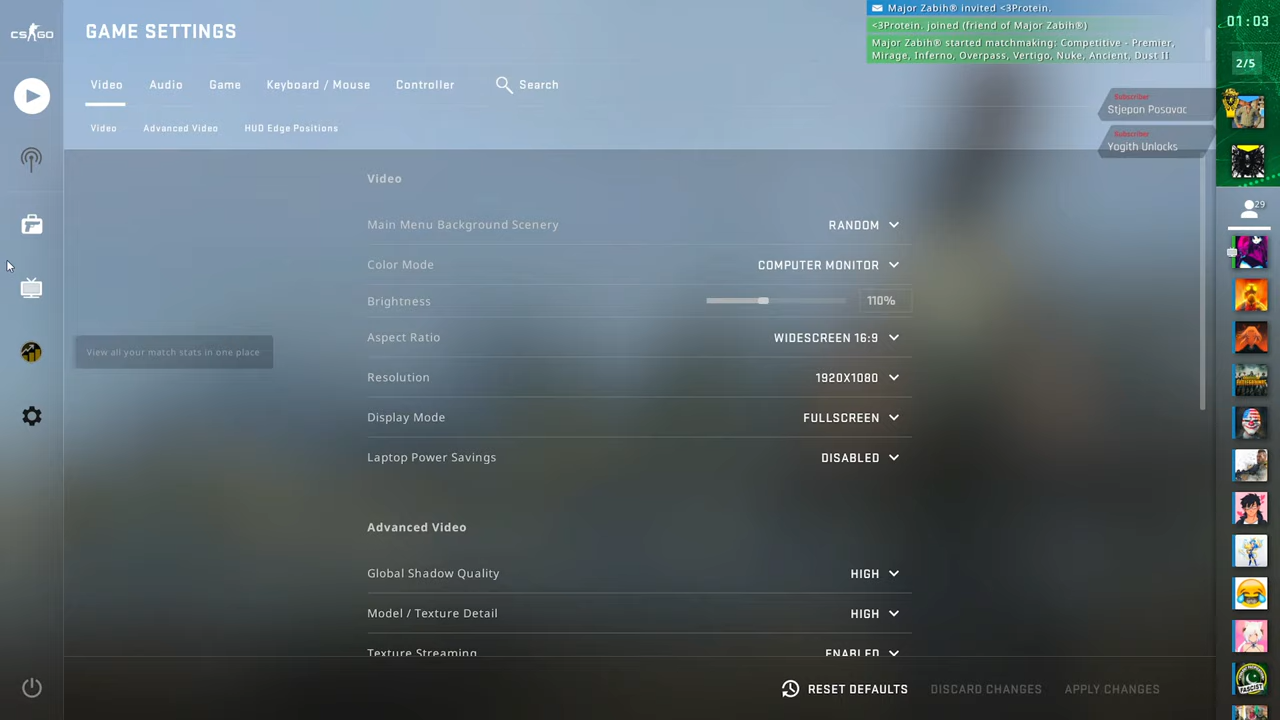 CS:GO
GAME SETTINGS
Major Zabih® invited <3Protein.
<3Protein. joined (friend of Major Zabih®)
Major Zabih® started matchmaking: Competitive - Premier,
Mirage, Inferno, Overpass, Vertigo, Nuke, Ancient, Dust II
01:03
2/5
Video
Audio
Game
Keyboard / Mouse
Controller
Search
Subscriber
Stjepan Posavac
Subscriber
Yogith Unlocks
Video
Advanced Video
HUD Edge Positions
29
Video
Main Menu Background Scenery
RANDOM
Color Mode
COMPUTER MONITOR
Brightness
110%
Aspect Ratio
WIDESCREEN 16:9
View all your match stats in one place
Resolution
1920X1080
Display Mode
FULLSCREEN
Laptop Power Savings
DISABLED
Advanced Video
Global Shadow Quality
HIGH
Model / Texture Detail
HIGH
Texture Streaming
ENABLED
RESET DEFAULTS
DISCARD CHANGES
APPLY CHANGES